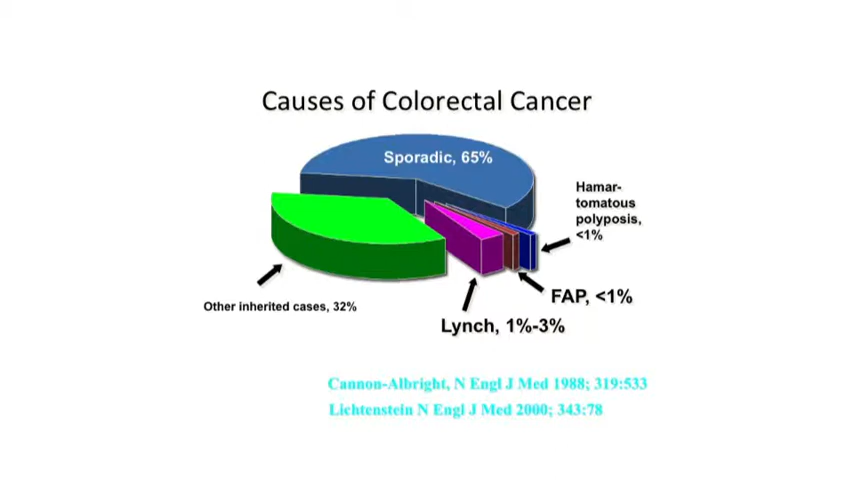 Causes of Colorectal Cancer
Sporadic, 65%
Hamar-
tomatous
polyposis,
<1%
FAP, <1%
Other inherited cases, 32%
Lynch, 1%-3%
Cannon-Albright, N Engl J Med 1988; 319:533
Lichtenstein N Engl J Med 2000; 343:78